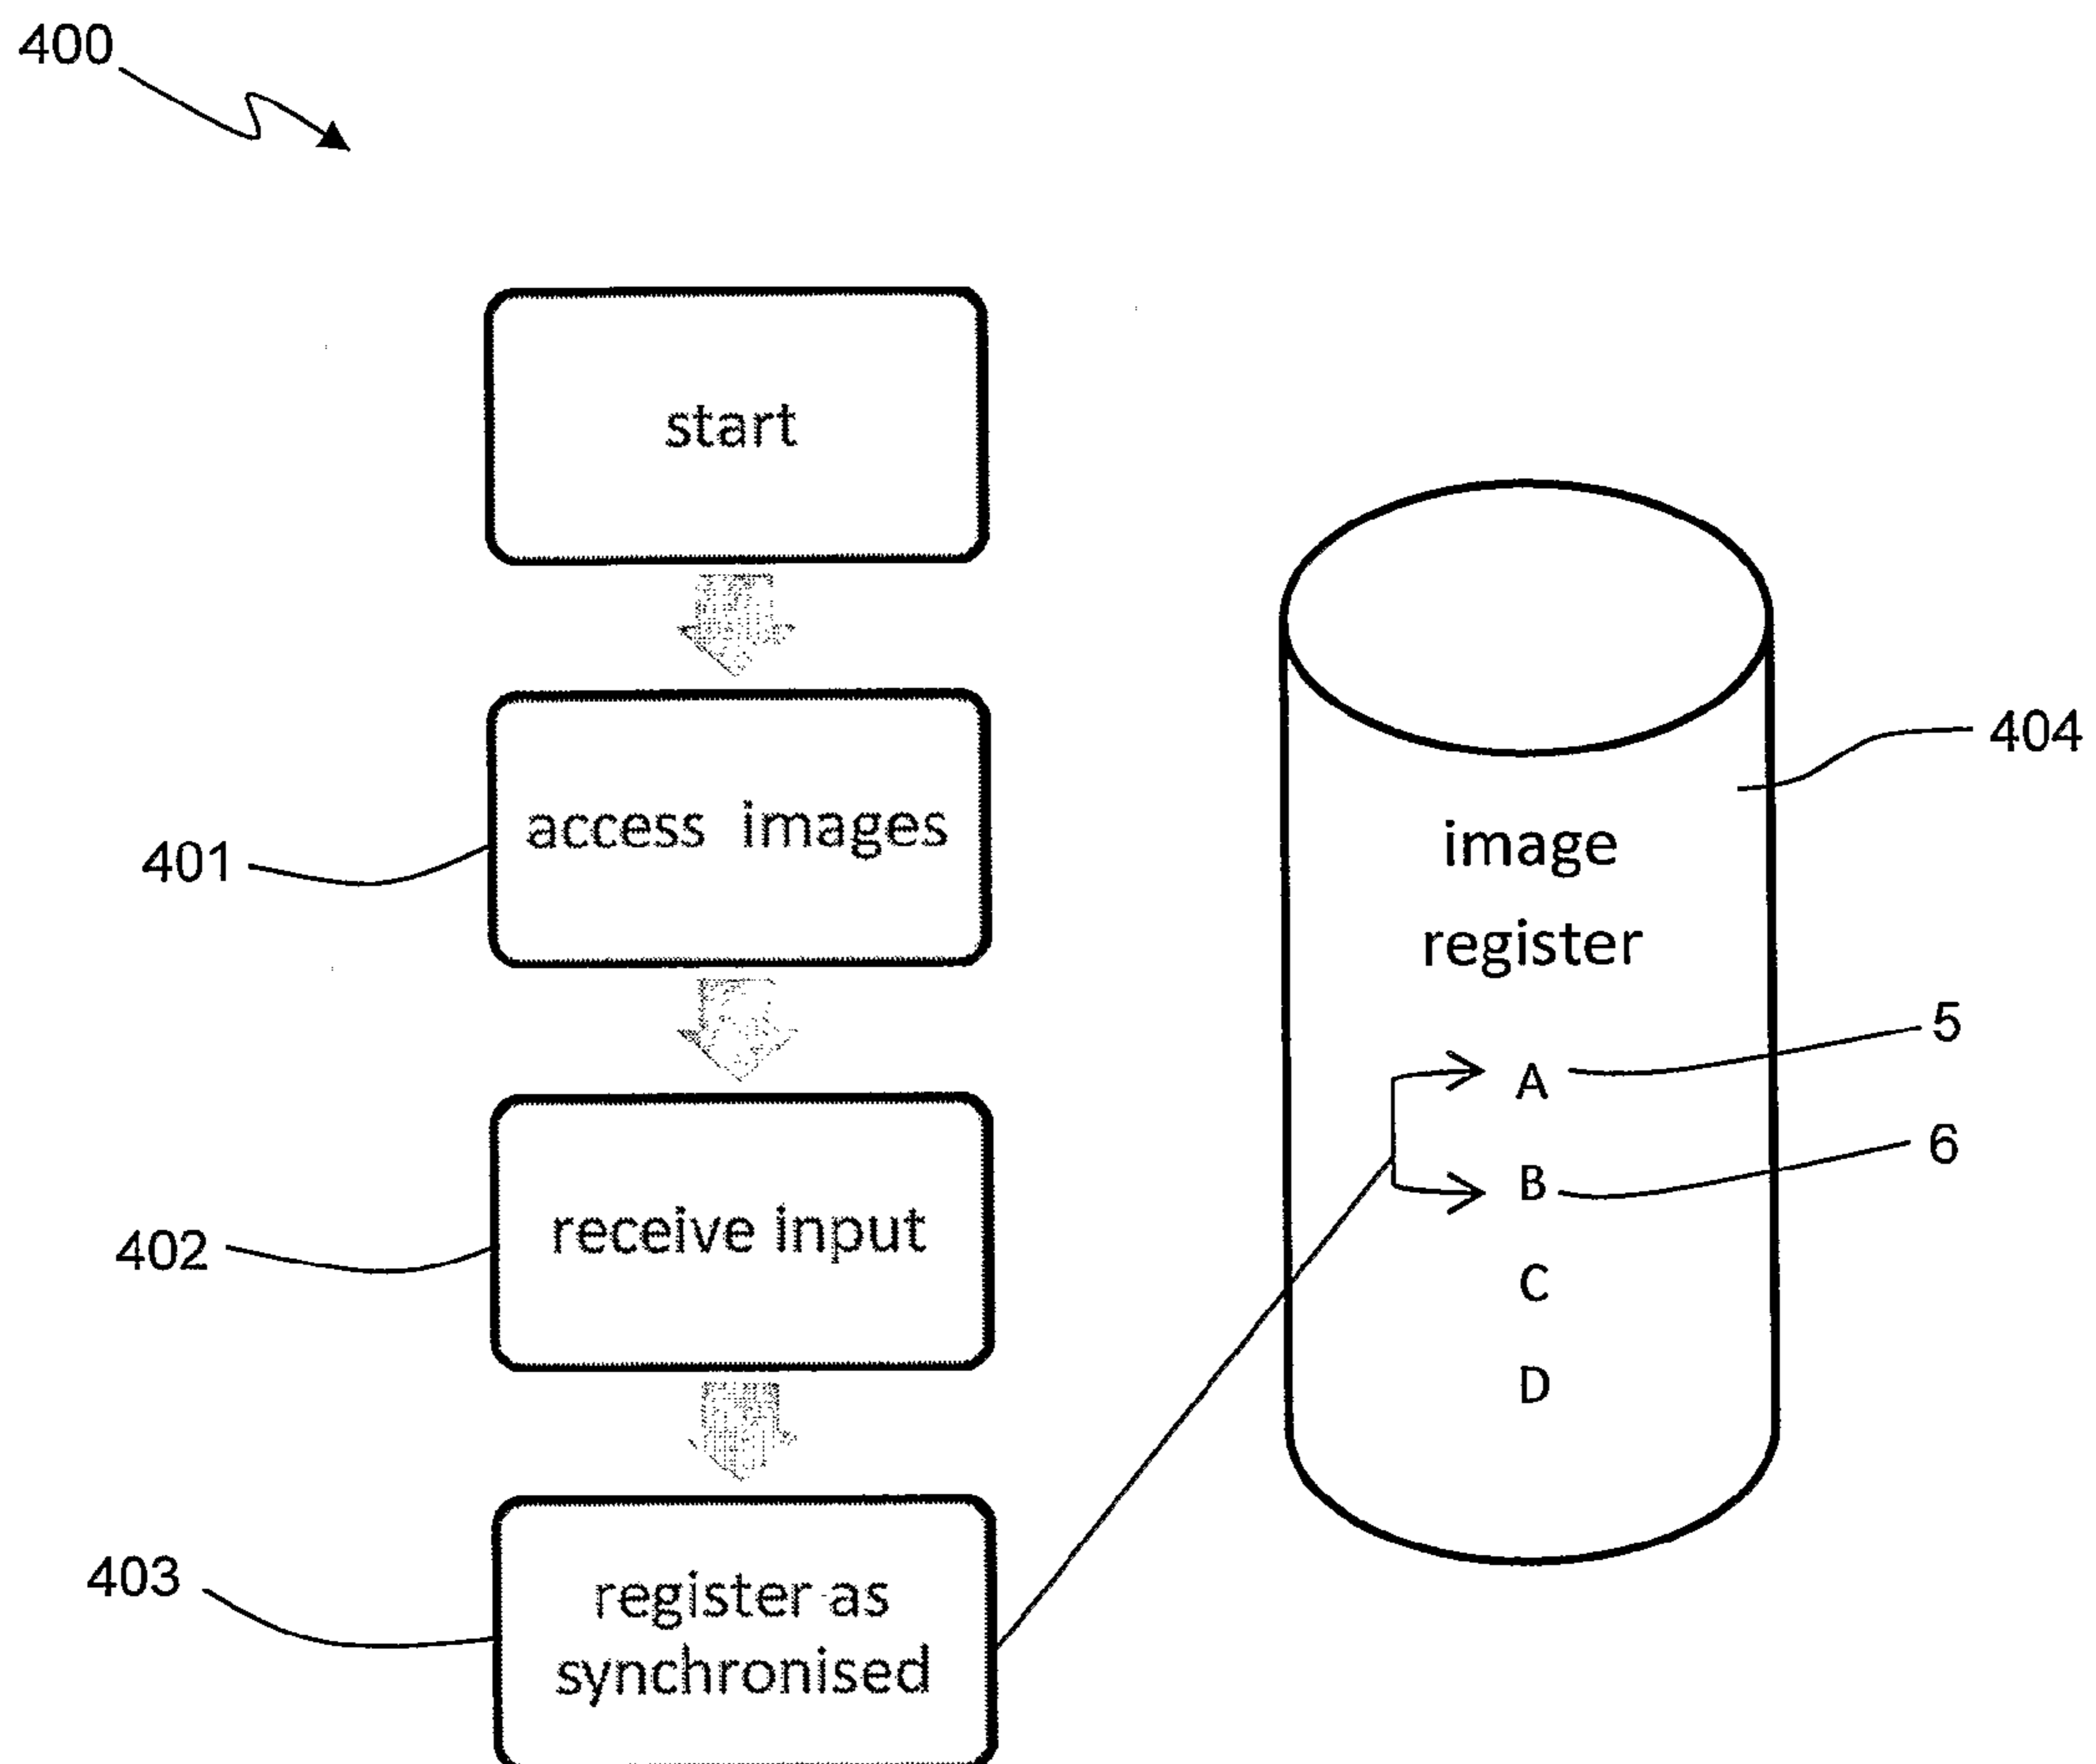 400
start
access images
401
receive input
402
register as
synchronised
403
404
image
register
A
5
B
6
C
D